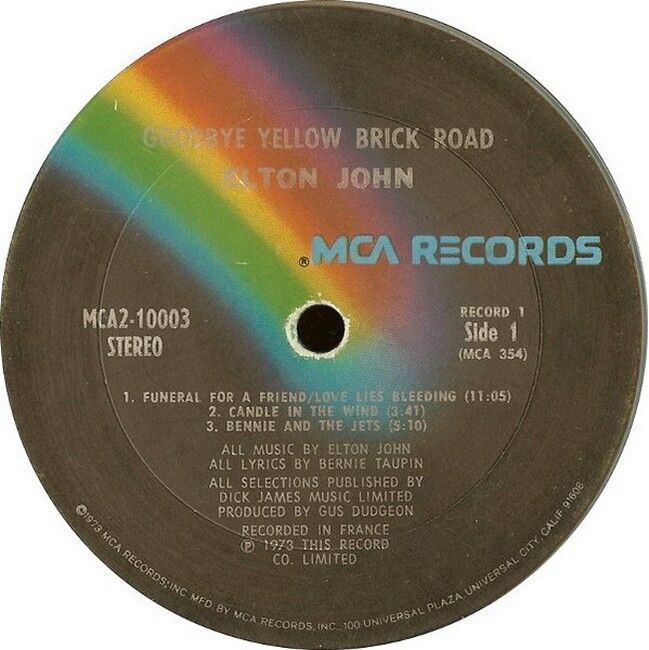 GOODBYE YELLOW BRICK ROAD
ELTON JOHN
® MCA RECORDS
MCA2-10003
STEREO
RECORD 1
Side 1
(MCA 354)
1. FUNERAL FOR A FRIEND/LOVE LIES BLEEDING (11:05)
2. CANDLE IN THE WIND (3:41)
3. BENNIE AND THE JETS (5:10)
ALL MUSIC BY ELTON JOHN
ALL LYRICS BY BERNIE TAUPIN
ALL SELECTIONS PUBLISHED BY
DICK JAMES MUSIC LIMITED
PRODUCED BY GUS DUDGEON
RECORDED IN FRANCE
℗ 1973 THIS RECORD
CO. LIMITED
©1973 MCA RECORDS, INC. MFD BY MCA RECORDS, INC., 100 UNIVERSAL PLAZA UNIVERSAL CITY, CALIF. 91608